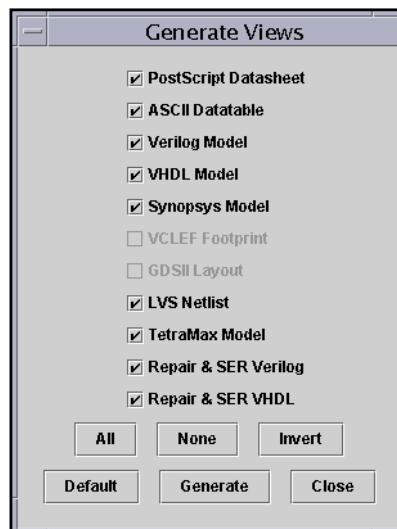 Generate Views
PostScript Datasheet
ASCII Datatable
Verilog Model
VHDL Model
Synopsys Model
VCLEF Footprint
GDSII Layout
LVS Netlist
TetraMax Model
Repair & SER Verilog
Repair & SER VHDL
All None Invert
Default Generate Close